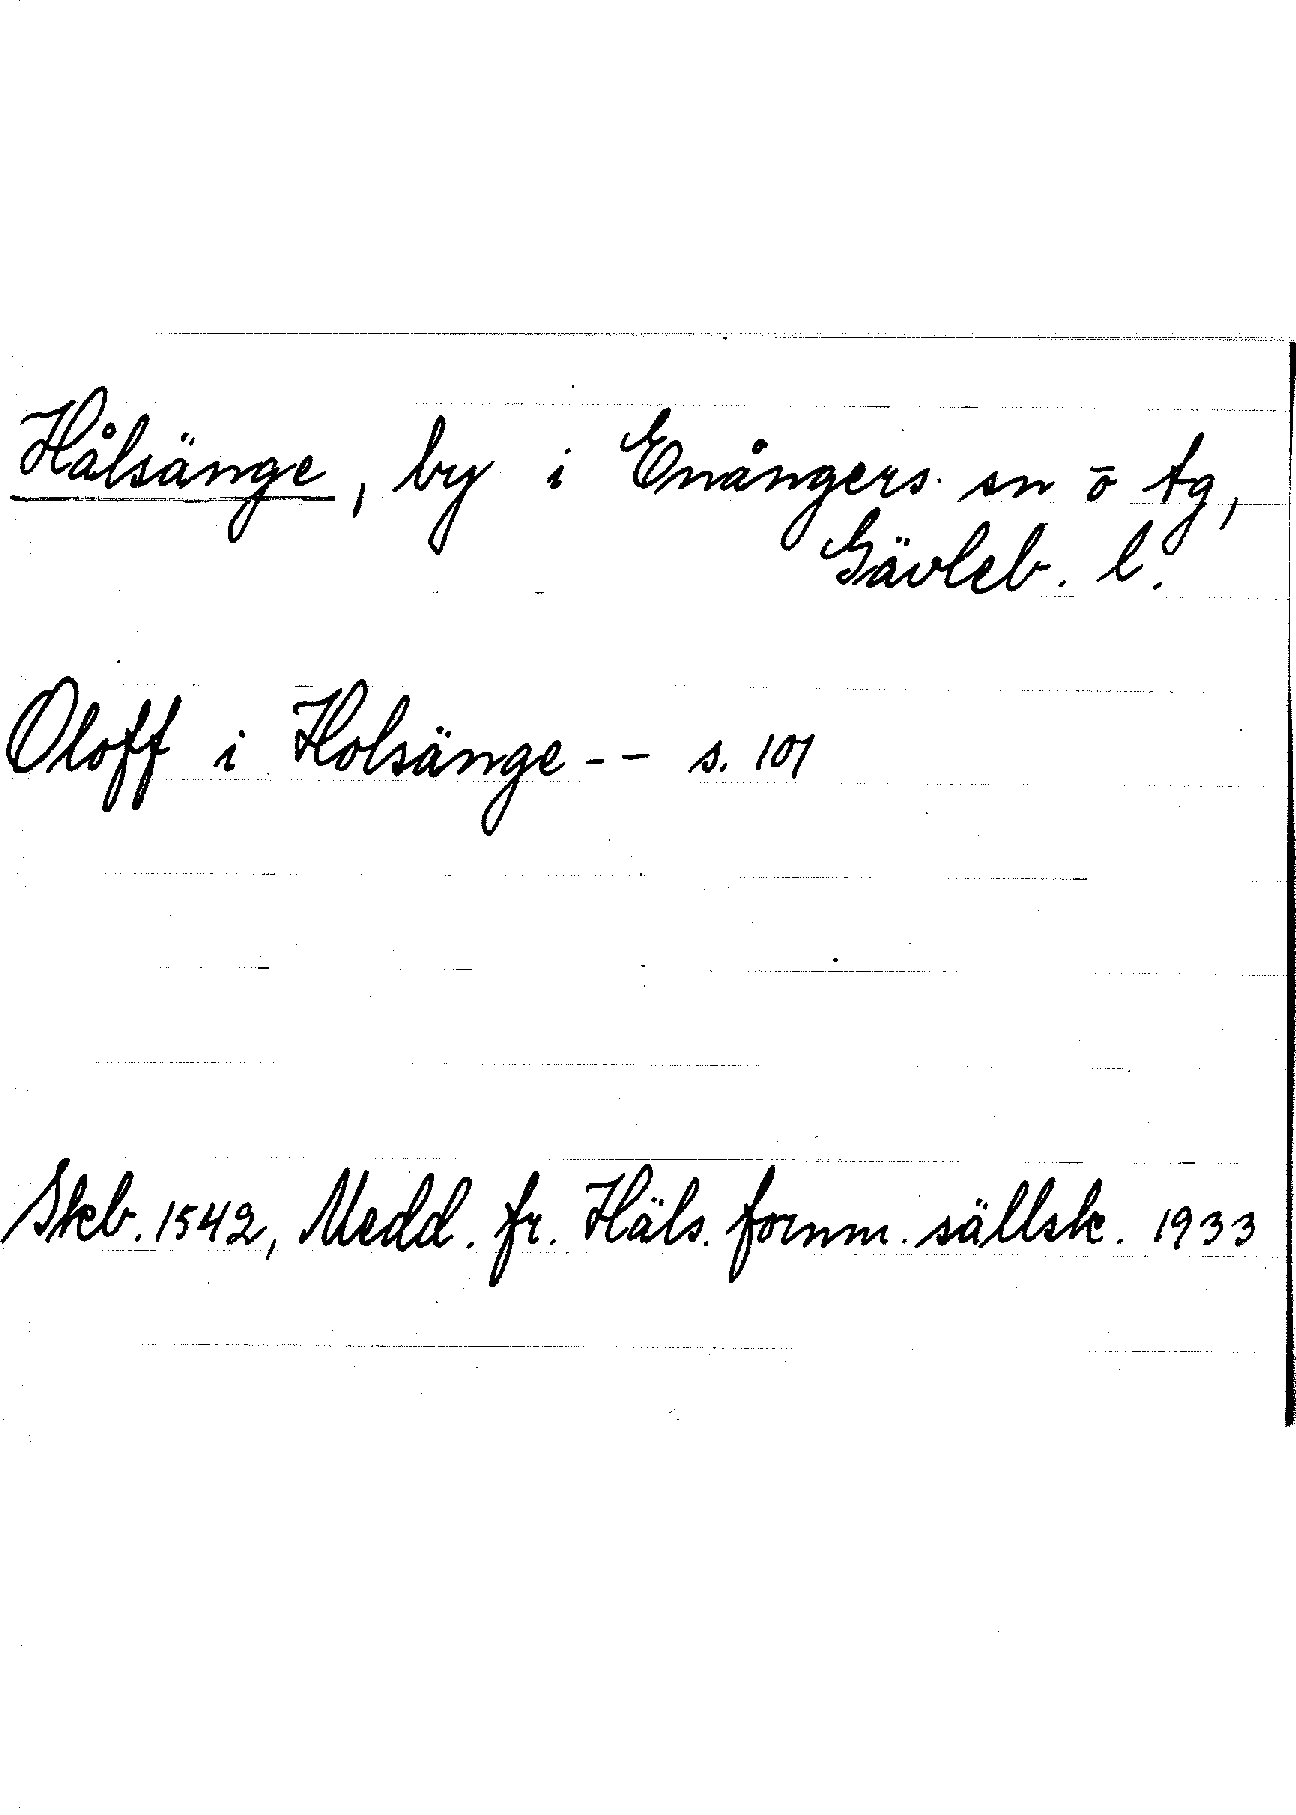 Hålsänge, by i Enångers sn ō tg,
Gävleb. l.
Oloff i Holsänge -- s. 101
Skb. 1542, Medd. fr. Häls. fornm. sällsk. 1933